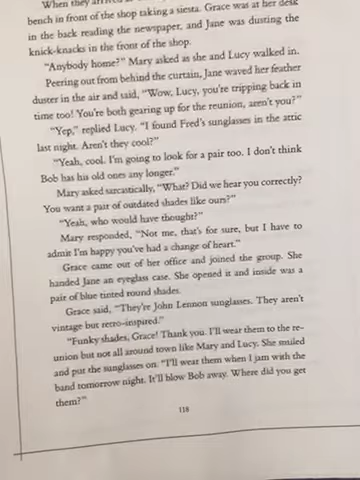 When they arrived
bench in front of the shop taking a siesta. Grace was at her desk
in the back reading the newspaper, and Jane was dusting the
knick-knacks in the front of the shop.
“Anybody home?” Mary asked as she and Lucy walked in.
Peering out from behind the curtain, Jane waved her feather
duster in the air and said, “Wow, Lucy, you're tripping back in
time too! You're both gearing up for the reunion, aren't you?”
“Yep,” replied Lucy. “I found Fred's sunglasses in the attic
last night. Aren't they cool?”
“Yeah, cool. I'm going to look for a pair too. I don't think
Bob has his old ones any longer.”
Mary asked sarcastically, “What? Did we hear you correctly?
You want a pair of outdated shades like ours?”
“Yeah, who would have thought?”
Mary responded, “Not me, that's for sure, but I have to
admit I'm happy you've had a change of heart.”
Grace came out of her office and joined the group. She
handed Jane an eyeglass case. She opened it and inside was a
pair of blue tinted round shades.
Grace said, “They're John Lennon sunglasses. They aren't
vintage but retro-inspired.”
“Funky shades, Grace! Thank you. I'll wear them to the re-
union but not all around town like Mary and Lucy. She smiled
and put the sunglasses on. “I'll wear them when I jam with the
band tomorrow night. It'll blow Bob away. Where did you get
them?”
118